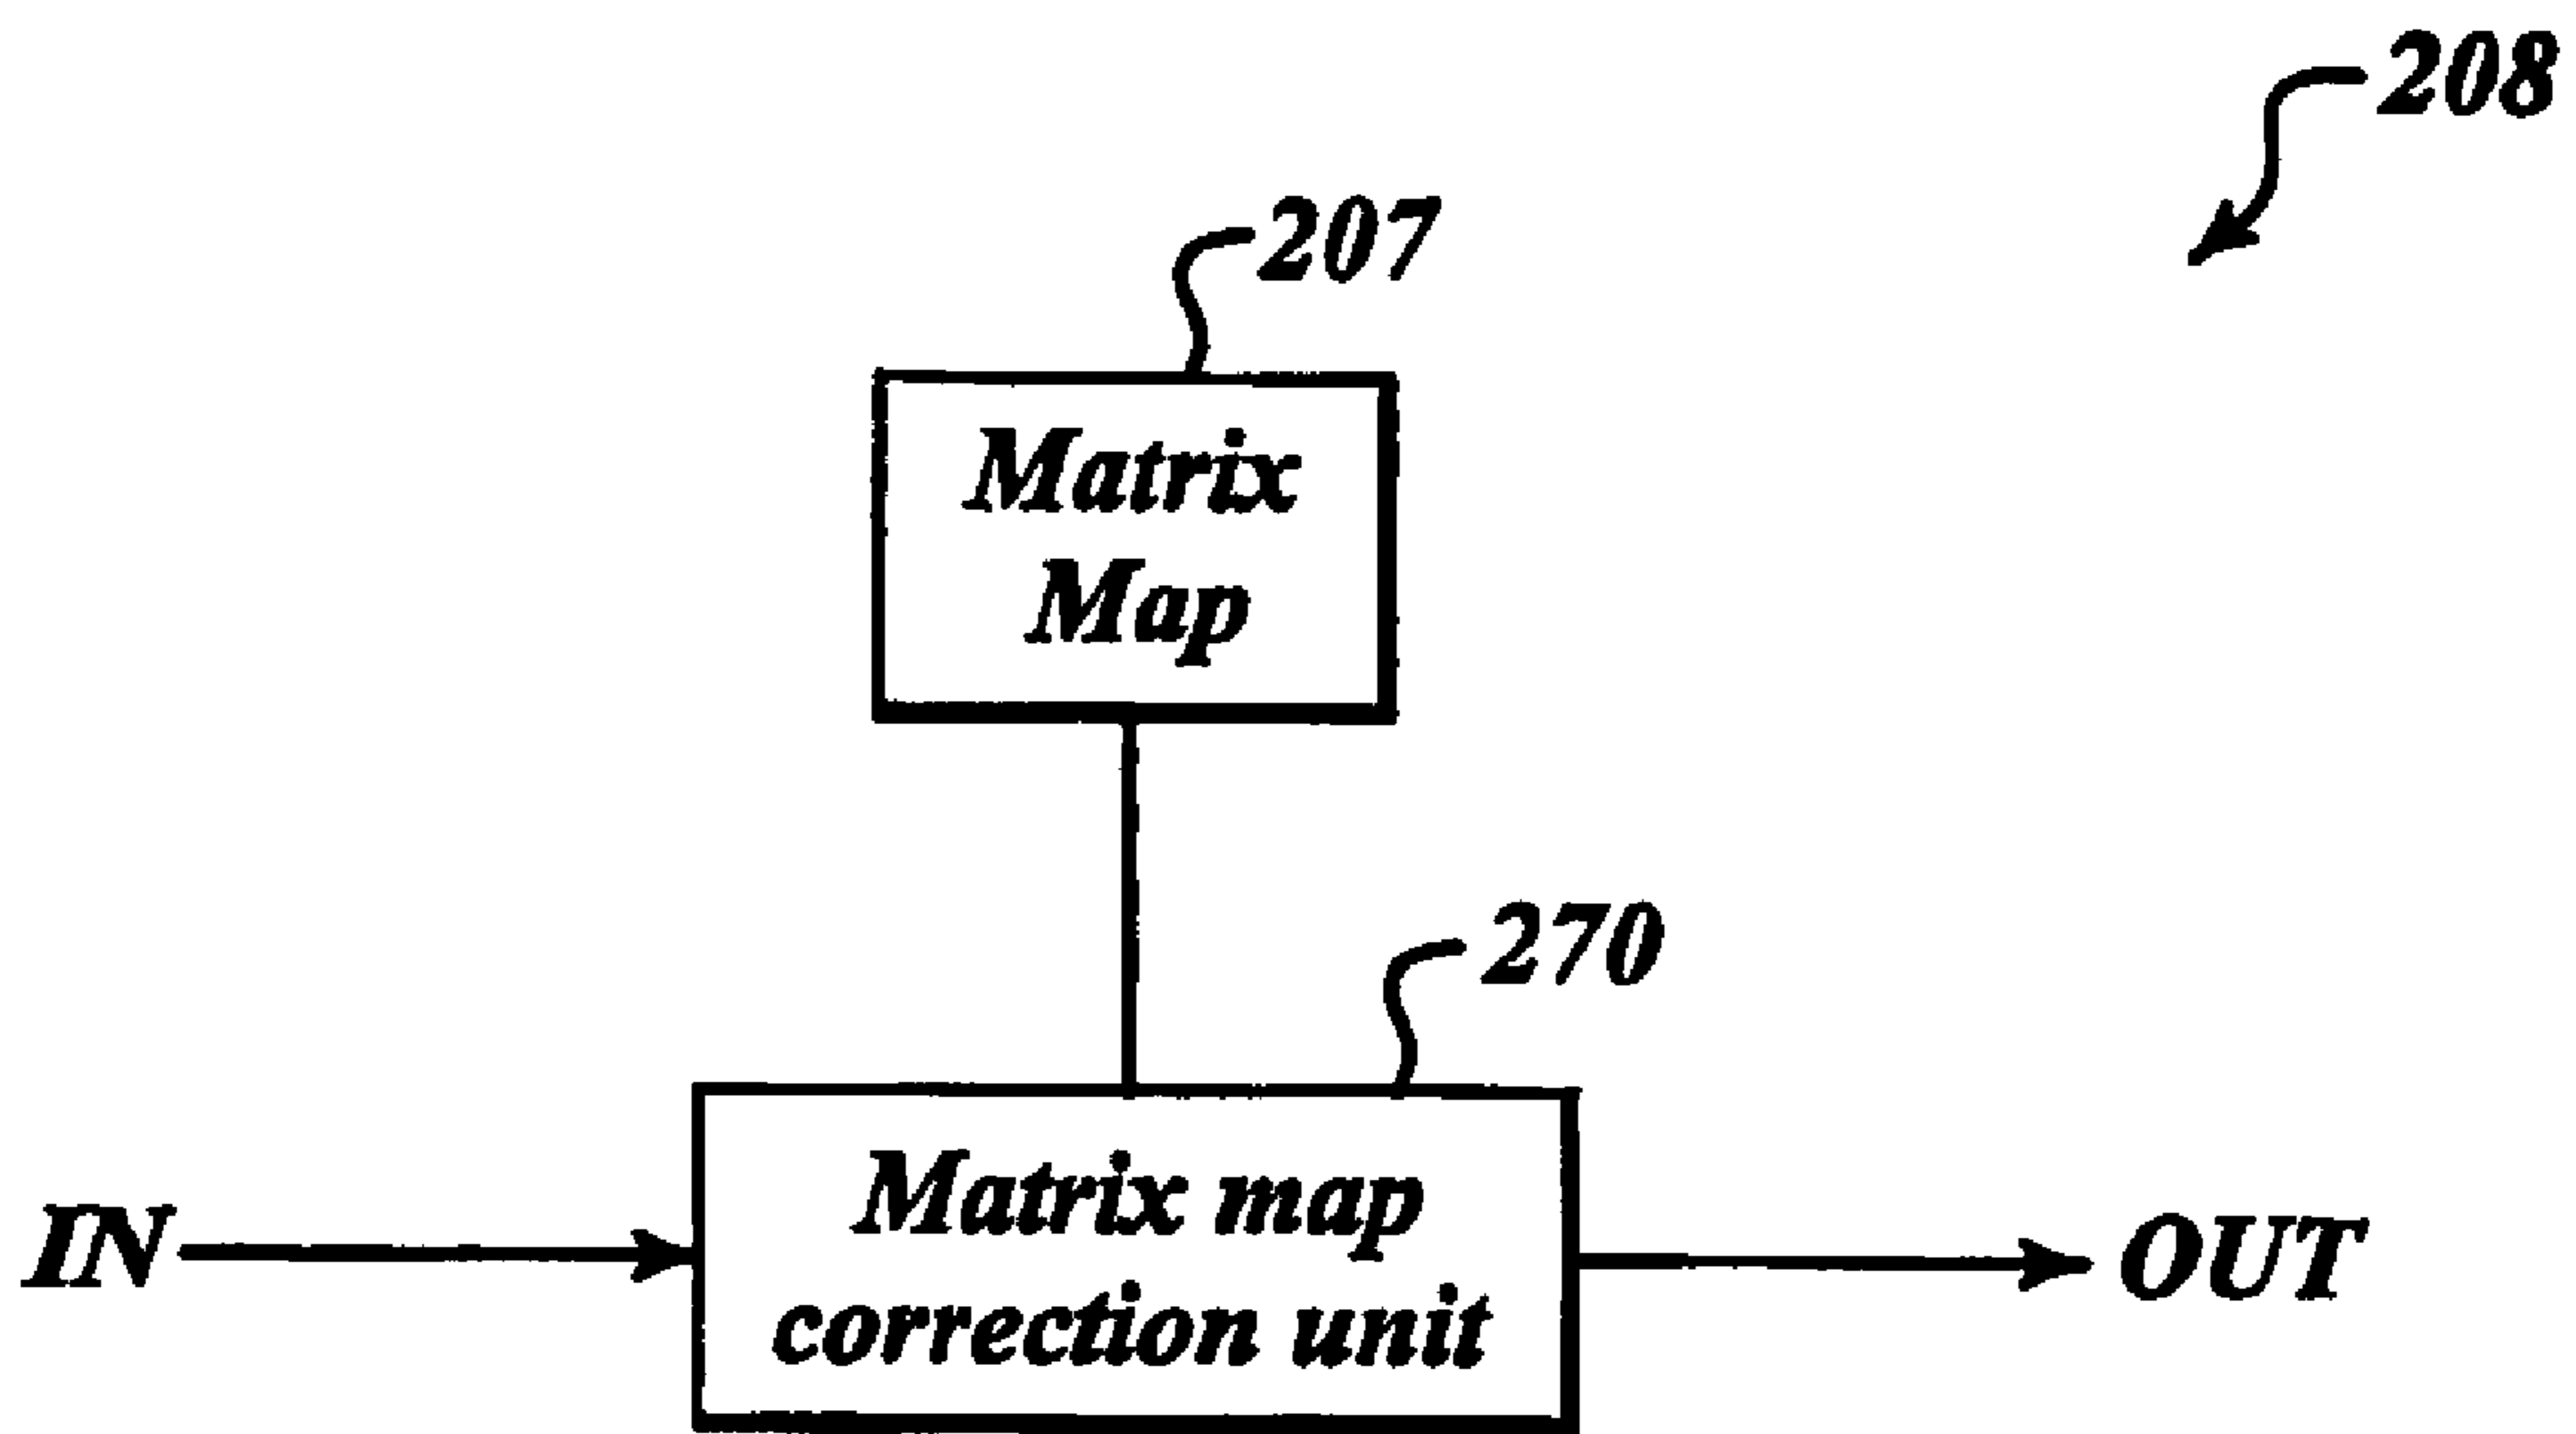 208
207
Matrix
Map
270
Matrix map
correction unit
IN
OUT